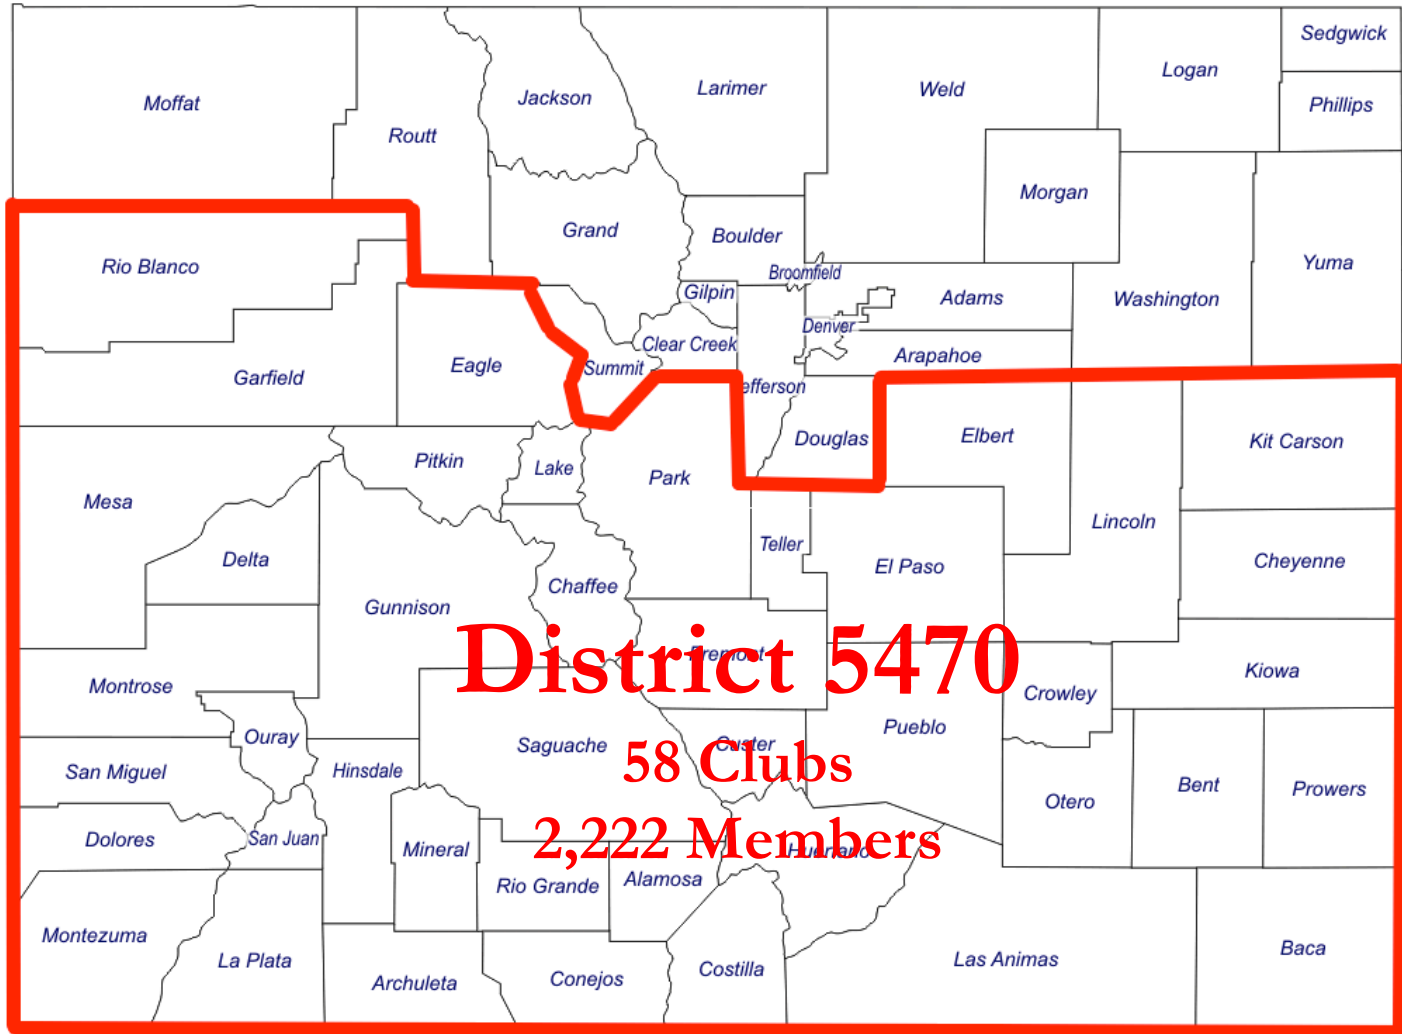 Sedgwick
Logan
Larimer
Weld
Jackson
Moffat
Phillips
Routt
Morgan
Grand
Boulder
Rio Blanco
Broomfield
Yuma
Gilpin
Adams
Washington
Denver
Clear Creek
Arapahoe
Eagle
Summit
Garfield
efferson
Douglas
Elbert
Kit Carson
Pitkin
Lake
Park
Mesa
Lincoln
Teller
Delta
Cheyenne
El Paso
Chaffee
Gunnison
District 5470
Fremont
Kiowa
Montrose
Crowley
Pueblo
Ouray
Saguache
Custer
58 Clubs
San Miguel
Hinsdale
Bent
Prowers
Otero
Dolores
San Juan
2,222 Members
Mineral
Huerfano
Rio Grande
Alamosa
Montezuma
La Plata
Archuleta
Conejos
Costilla
Las Animas
Baca